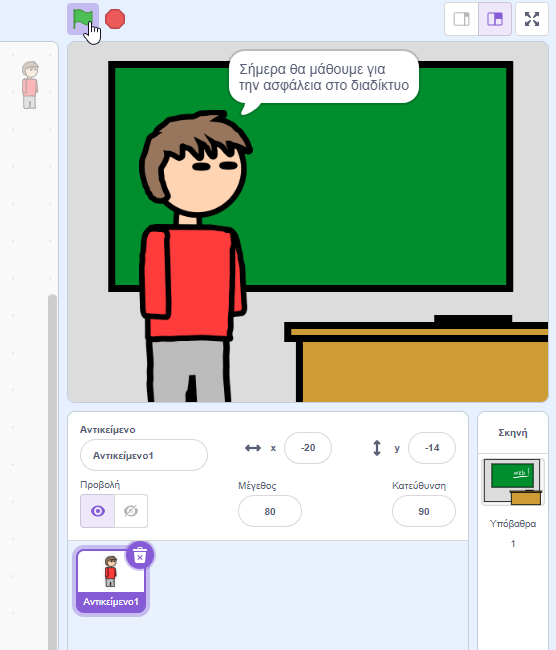 Σήμερα θα μάθουμε για
την ασφάλεια στο διαδίκτυο
Αντικείμενο
Αντικείμενο1
x
-20
y
-14
Προβολή
Μέγεθος
80
Κατεύθυνση
90
Αντικείμενο1
Σκηνή
Υπόβαθρα
1